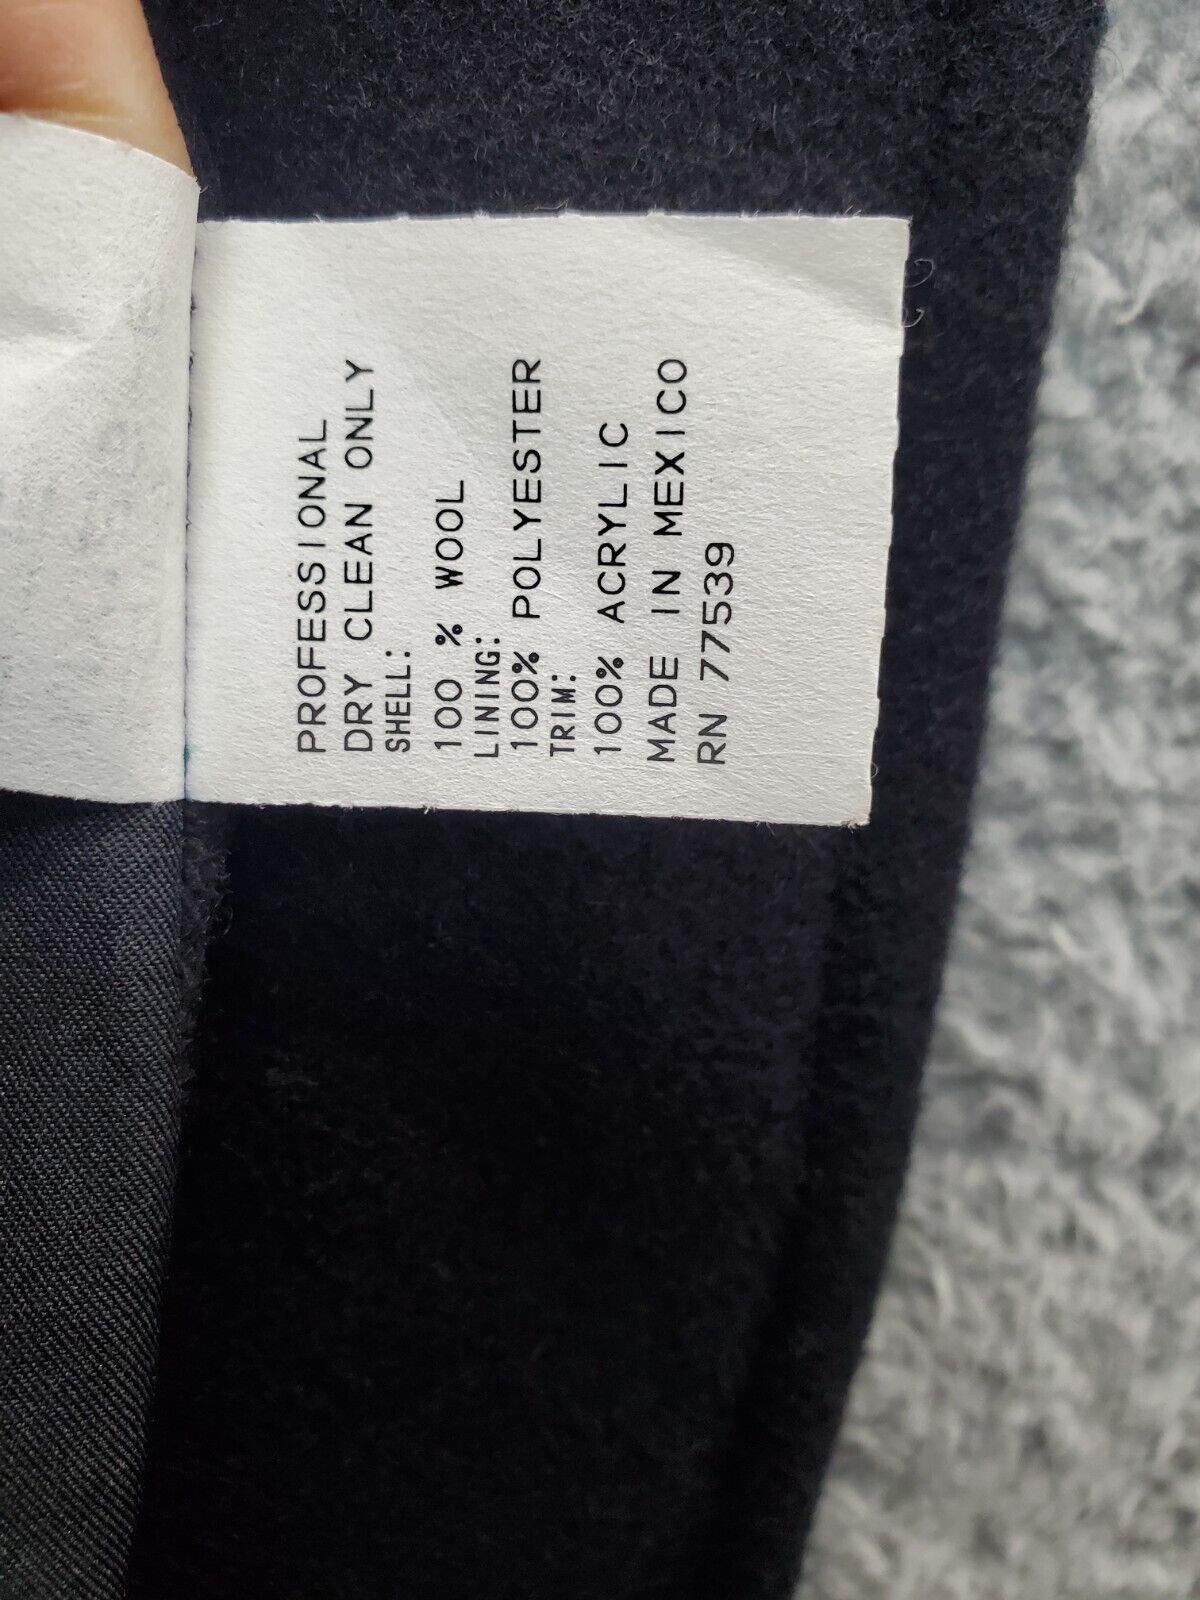 PROFESSIONAL
DRY CLEAN ONLY
SHELL:
100 % WOOL
LINING:
100% POLYESTER
TRIM:
100% ACRYLIC
MADE IN MEXICO
RN 77539